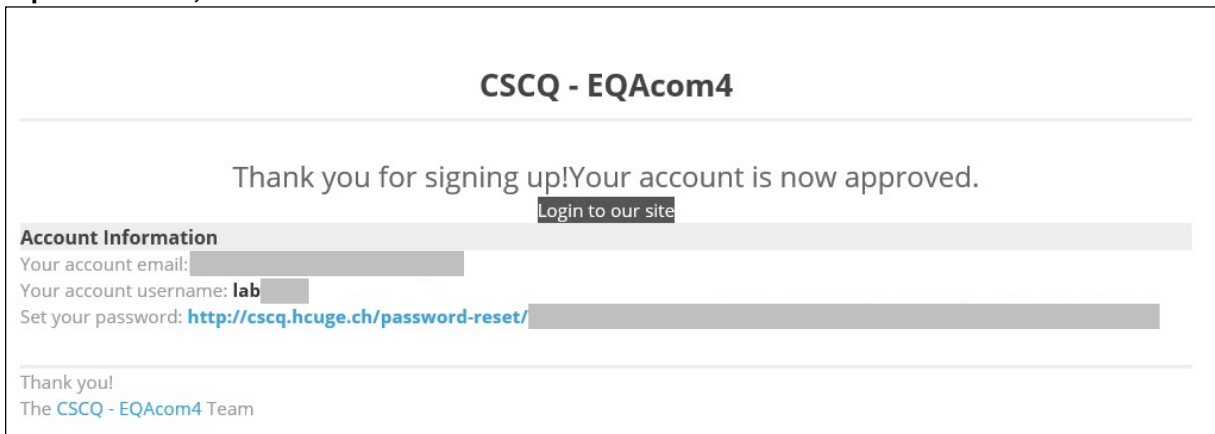 CSCQ - EQAcom4
Thank you for signing up!Your account is now approved.
Login to our site
Account Information
Your account email:
Your account username: lab
Set your password: http://cscq.hcuge.ch/password-reset/
Thank you!
The CSCQ - EQAcom4 Team